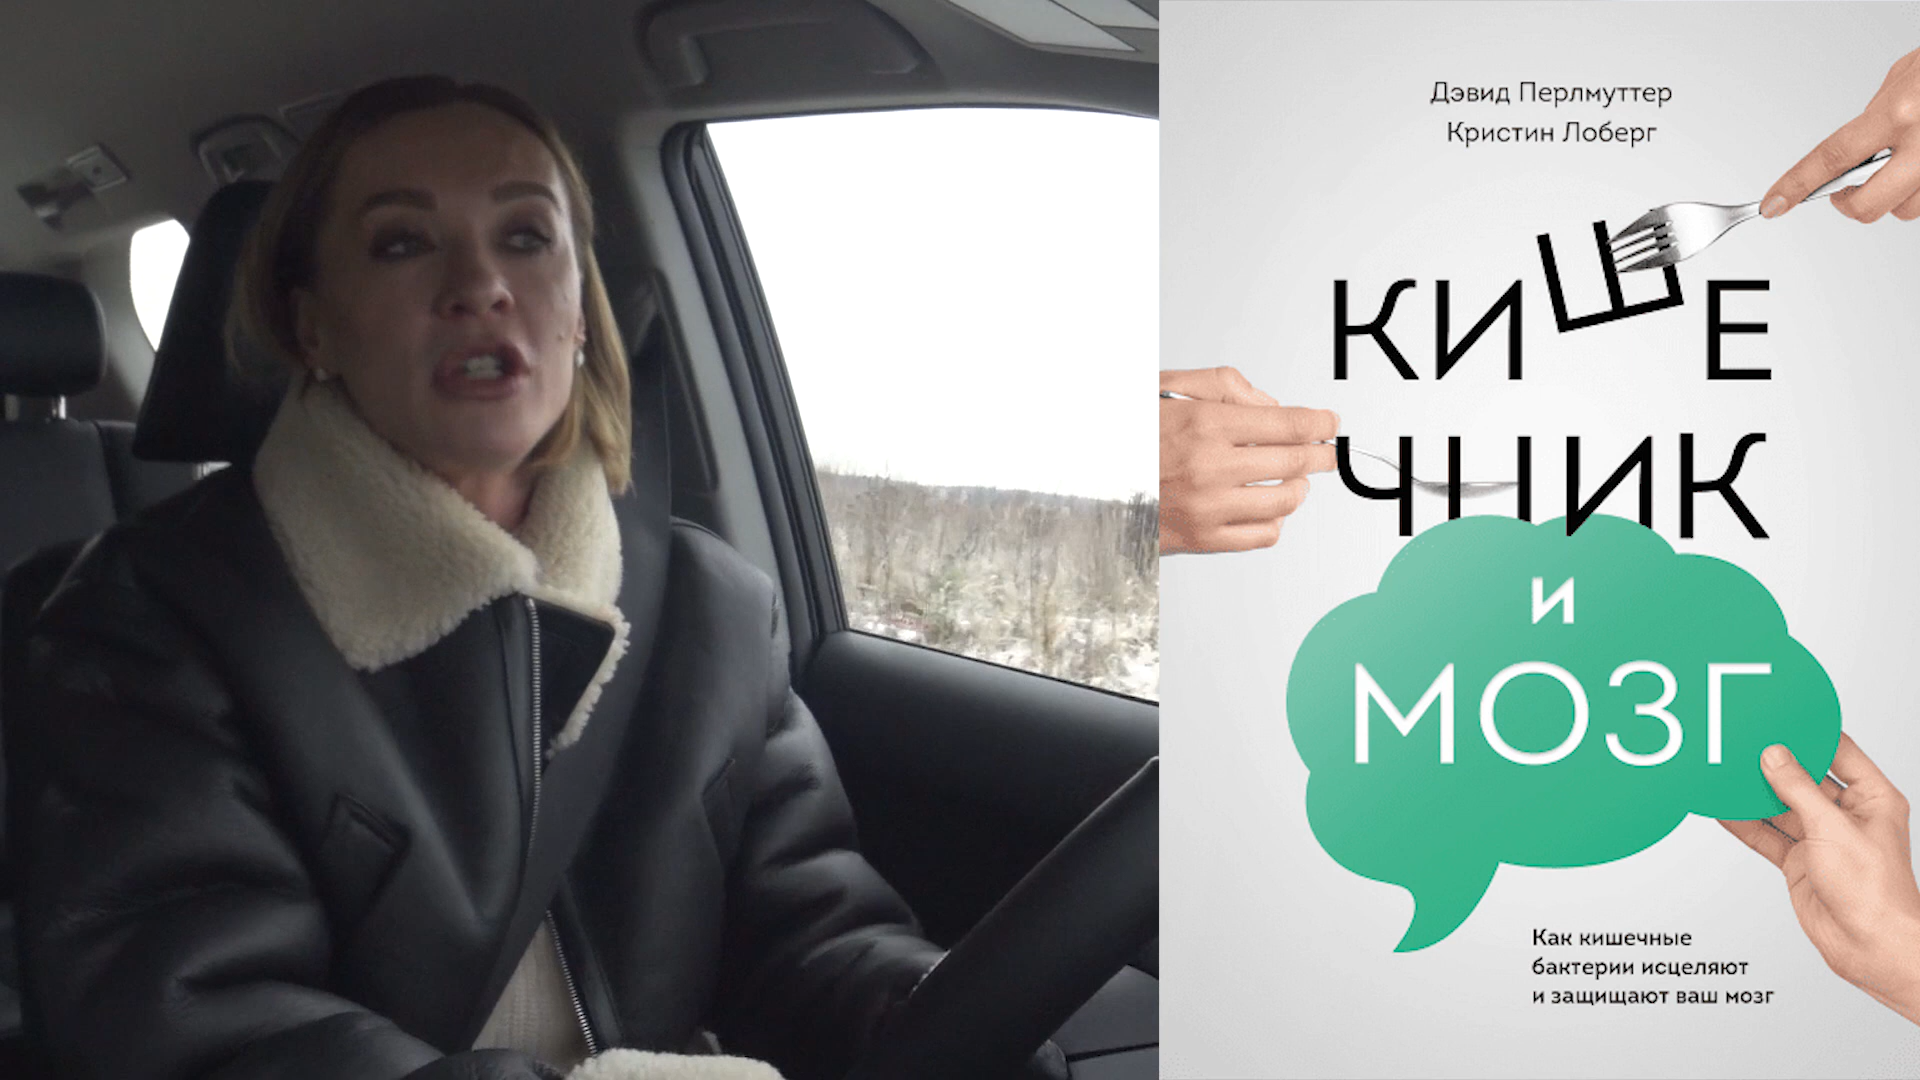 Дэвид Перлмуттер
Кристин Лоберг
КИШЕ
ЧНИК
И
МОЗГ
Как кишечные
бактерии исцеляют
и защищают ваш мозг